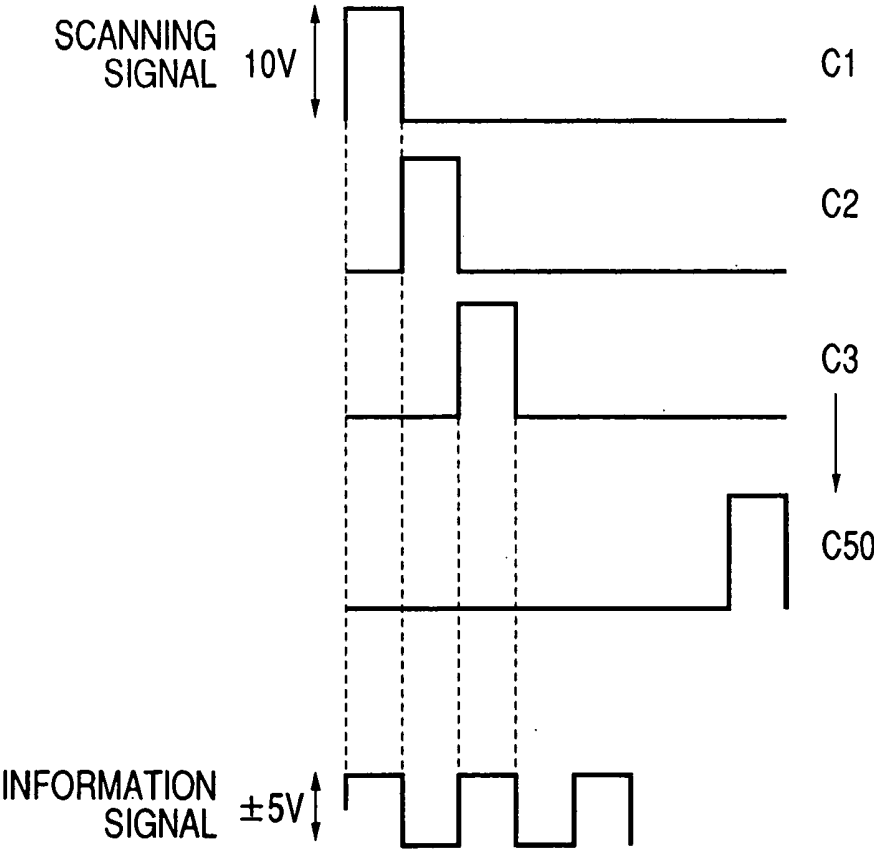 SCANNING
SIGNAL
10V
C1
C2
C3
C50
INFORMATION
SIGNAL
±5V